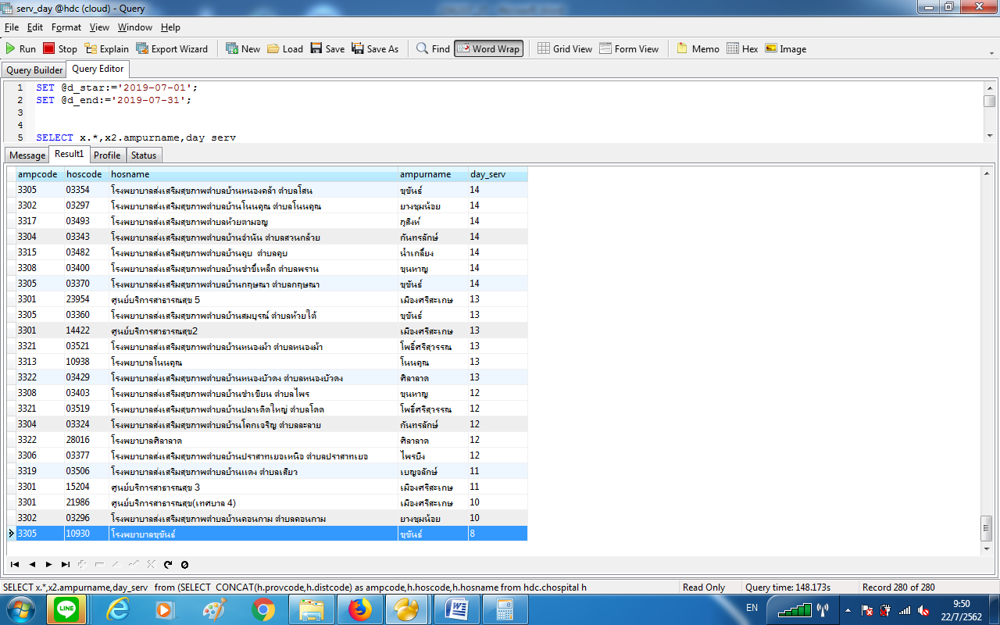 serv_day @hdc (cloud) - Query
File Edit Format View Window Help
Run Stop Explain Export Wizard New Load Save Save As Find Word Wrap Grid View Form View Memo Hex Image
Query Builder Query Editor
1 SET @d_star:='2019-07-01';
2 SET @d_end:='2019-07-31';
3
4
5 SELECT x.*,x2.ampurname,day_serv
Message Result1 Profile Status
ampcode hoscode hosname ampurname day_serv
3305 03354 โรงพยาบาลส่งเสริมสุขภาพตำบลบ้านหนองคล้า ตำบลโสน ขุขันธ์ 14
3302 03297 โรงพยาบาลส่งเสริมสุขภาพตำบลบ้านโนนคูณ ตำบลโนนคูณ ยางชุมน้อย 14
3317 03493 โรงพยาบาลส่งเสริมสุขภาพตำบลห้วยตามอญ ภูสิงห์ 14
3304 03343 โรงพยาบาลส่งเสริมสุขภาพตำบลบ้านจำนัน ตำบลสวนกล้วย กันทรลักษ์ 14
3315 03482 โรงพยาบาลส่งเสริมสุขภาพตำบลบ้านคูบ ตำบลคูบ น้ำเกลี้ยง 14
3308 03400 โรงพยาบาลส่งเสริมสุขภาพตำบลบ้านซำขี้เหล็ก ตำบลพราน ขุนหาญ 14
3305 03370 โรงพยาบาลส่งเสริมสุขภาพตำบลบ้านกฤษณา ตำบลกฤษณา ขุขันธ์ 14
3301 23954 ศูนย์บริการสาธารณสุข 5 เมืองศรีสะเกษ 13
3305 03360 โรงพยาบาลส่งเสริมสุขภาพตำบลบ้านสมบูรณ์ ตำบลห้วยใต้ ขุขันธ์ 13
3301 14422 ศูนย์บริการสาธารณสุข2 เมืองศรีสะเกษ 13
3321 03521 โรงพยาบาลส่งเสริมสุขภาพตำบลบ้านหนองม้า ตำบลหนองม้า โพธิ์ศรีสุวรรณ 13
3313 10938 โรงพยาบาลโนนคูณ โนนคูณ 13
3322 03429 โรงพยาบาลส่งเสริมสุขภาพตำบลบ้านหนองบัวดง ตำบลหนองบัวดง ศิลาลาด 13
3308 03403 โรงพยาบาลส่งเสริมสุขภาพตำบลบ้านซำเขียน ตำบลไพร ขุนหาญ 12
3321 03519 โรงพยาบาลส่งเสริมสุขภาพตำบลบ้านปลาเดิดใหญ่ ตำบลโดด โพธิ์ศรีสุวรรณ 12
3304 03324 โรงพยาบาลส่งเสริมสุขภาพตำบลบ้านโคกเจริญ ตำบลละลาย กันทรลักษ์ 12
3322 28016 โรงพยาบาลศิลาลาด ศิลาลาด 12
3306 03377 โรงพยาบาลส่งเสริมสุขภาพตำบลบ้านปราสาทเยอเหนือ ตำบลปราสาทเยอ ไพรบึง 12
3319 03506 โรงพยาบาลส่งเสริมสุขภาพตำบลบ้านแดง ตำบลเสียว เบญจลักษ์ 11
3301 15204 ศูนย์บริการสาธารณสุข 3 เมืองศรีสะเกษ 11
3301 21986 ศูนย์บริการสาธารณสุข(เทศบาล 4) เมืองศรีสะเกษ 10
3302 03296 โรงพยาบาลส่งเสริมสุขภาพตำบลบ้านคอนกาม ตำบลคอนกาม ยางชุมน้อย 10
3305 10930 โรงพยาบาลขุขันธ์ ขุขันธ์ 8
SELECT x.*,x2.ampurname,day_serv from (SELECT CONCAT(h.provcode,h.distcode) as ampcode,h.hoscode,h.hosname from hdc.chospital h Read Only Query time: 148.173s Record 280 of 280
LINE EN 9:50
22/7/2562